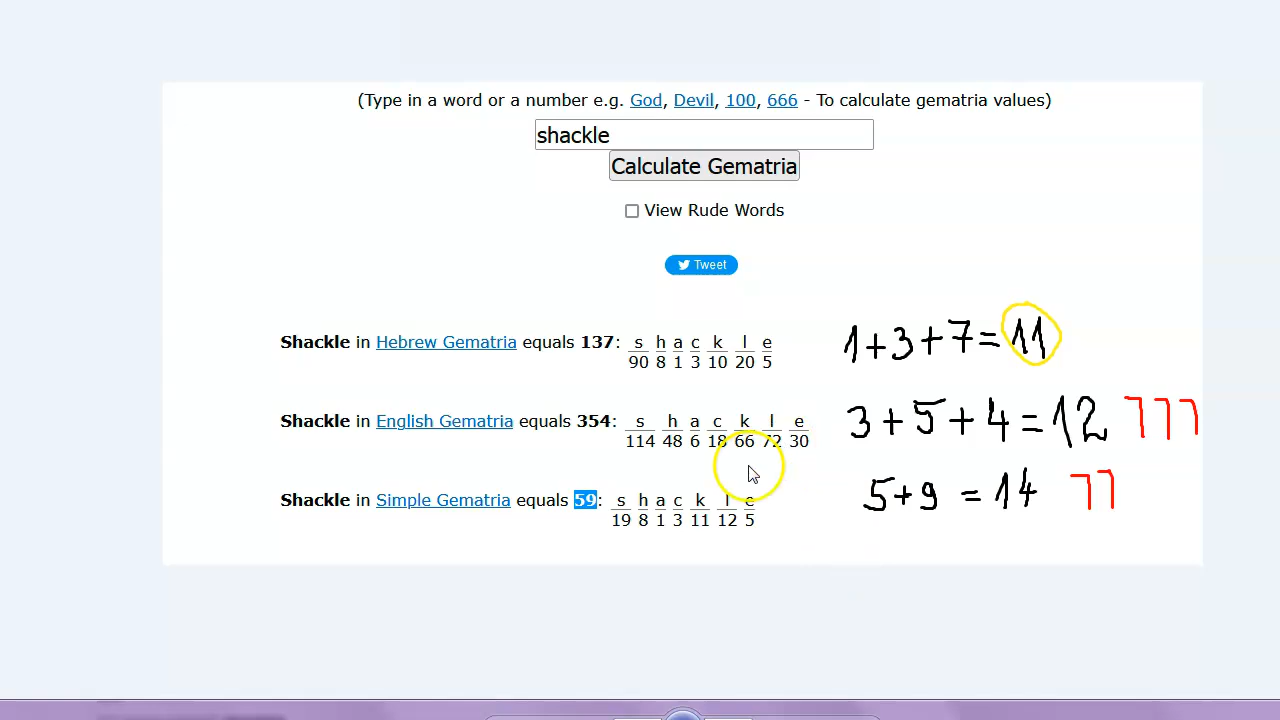 (Type in a word or a number e.g. God, Devil, 100, 666 - To calculate gematria values)
shackle
Calculate Gematria
View Rude Words
Tweet
Shackle in Hebrew Gematria equals 137: s h a c k l e
90 8 1 3 10 20 5
1+3+7=11
Shackle in English Gematria equals 354: s h a c k l e
114 48 6 18 66 72 30
3+5+4=12 777
Shackle in Simple Gematria equals 59: s h a c k l e
19 8 1 3 11 12 5
5+9=14 77